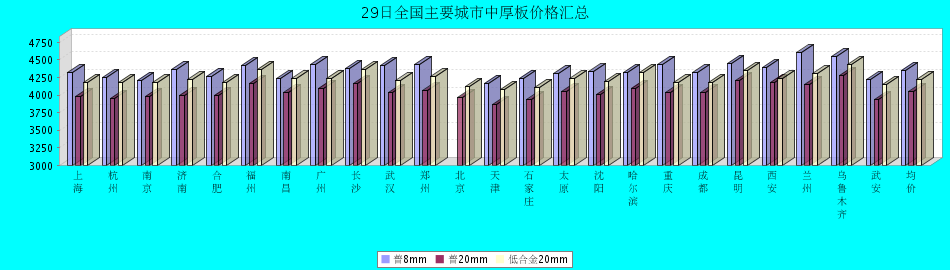 29日全国主要城市中厚板价格汇总
4750
4500
4250
4000
3750
3500
3250
3000
上海
杭州
南京
济南
合肥
福州
南昌
广州
长沙
武汉
郑州
北京
天津
石家庄
太原
沈阳
哈尔滨
重庆
成都
昆明
西安
兰州
乌鲁木齐
武安
均价
普8mm
普20mm
低合金20mm